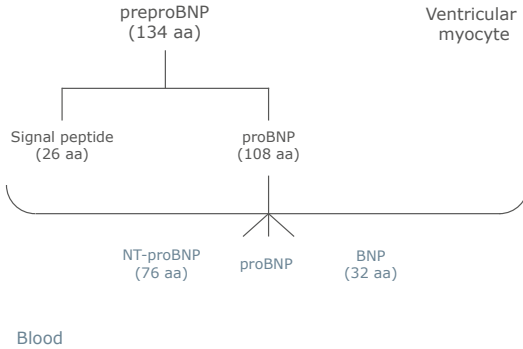 preproBNP
(134 aa)
Ventricular
myocyte
Signal peptide
(26 aa)
proBNP
(108 aa)
NT-proBNP
(76 aa)
proBNP
BNP
(32 aa)
Blood